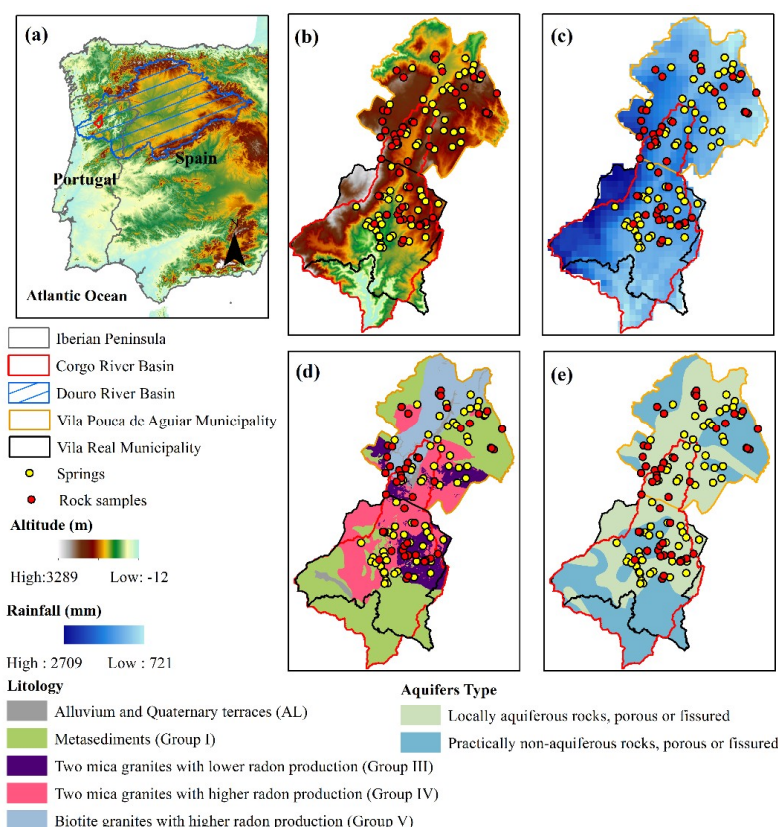 (a)
Spain
Portugal
Atlantic Ocean
(b)
(c)
Iberian Peninsula
Corgo River Basin
Douro River Basin
Vila Pouca de Aguiar Municipality
Vila Real Municipality
Springs
Rock samples
Altitude (m)
High:3289 Low: -12
Rainfall (mm)
High : 2709 Low : 721
(d)
(e)
Litology
Alluvium and Quaternary terraces (AL)
Metasediments (Group I)
Two mica granites with lower radon production (Group III)
Two mica granites with higher radon production (Group IV)
Biotite granites with higher radon production (Group V)
Aquifers Type
Locally aquiferous rocks, porous or fissured
Practically non-aquiferous rocks, porous or fissured